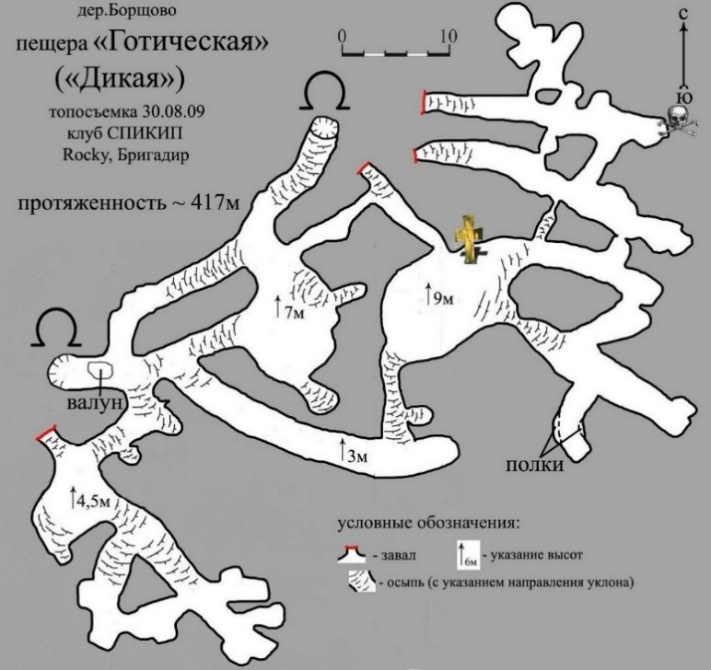 дер.Борщово
пещера «Готическая»
(«Дикая»)
топосъемка 30.08.09
клуб СПИКИП
Rocky, Бригадир
протяженность ~ 417м
0 10
с
ю
Ω
7м
9м
Ω
валун
3м
4,5м
полки
условные обозначения:
- завал
6м - указание высот
- осыпь (с указанием направления уклона)